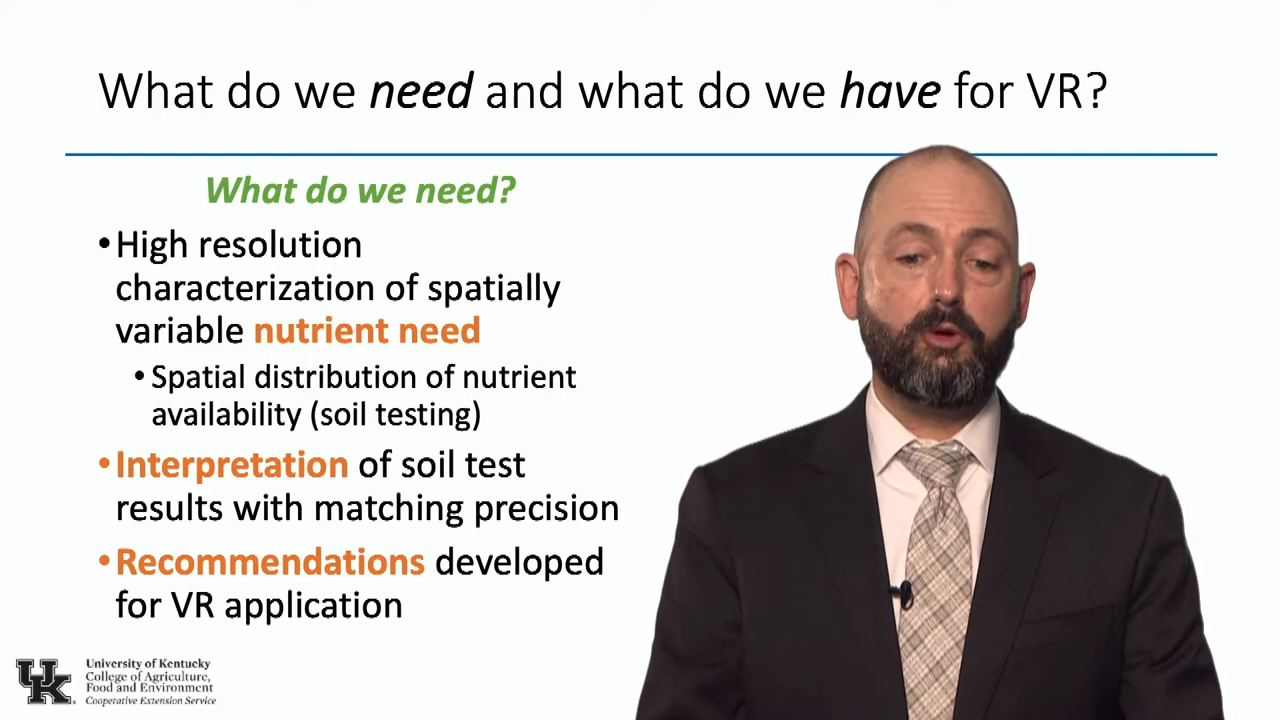 What do we need and what do we have for VR?
What do we need?
•High resolution
characterization of spatially
variable nutrient need
•Spatial distribution of nutrient
availability (soil testing)
•Interpretation of soil test
results with matching precision
•Recommendations developed
for VR application
UK
University of Kentucky
College of Agriculture,
Food and Environment
Cooperative Extension Service